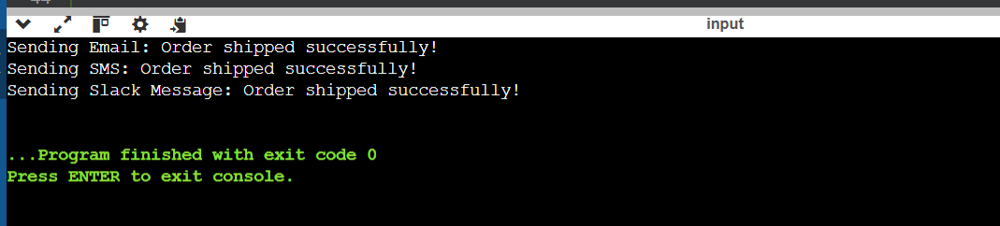 44
input
Sending Email: Order shipped successfully!
Sending SMS: Order shipped successfully!
Sending Slack Message: Order shipped successfully!
...Program finished with exit code 0
Press ENTER to exit console.